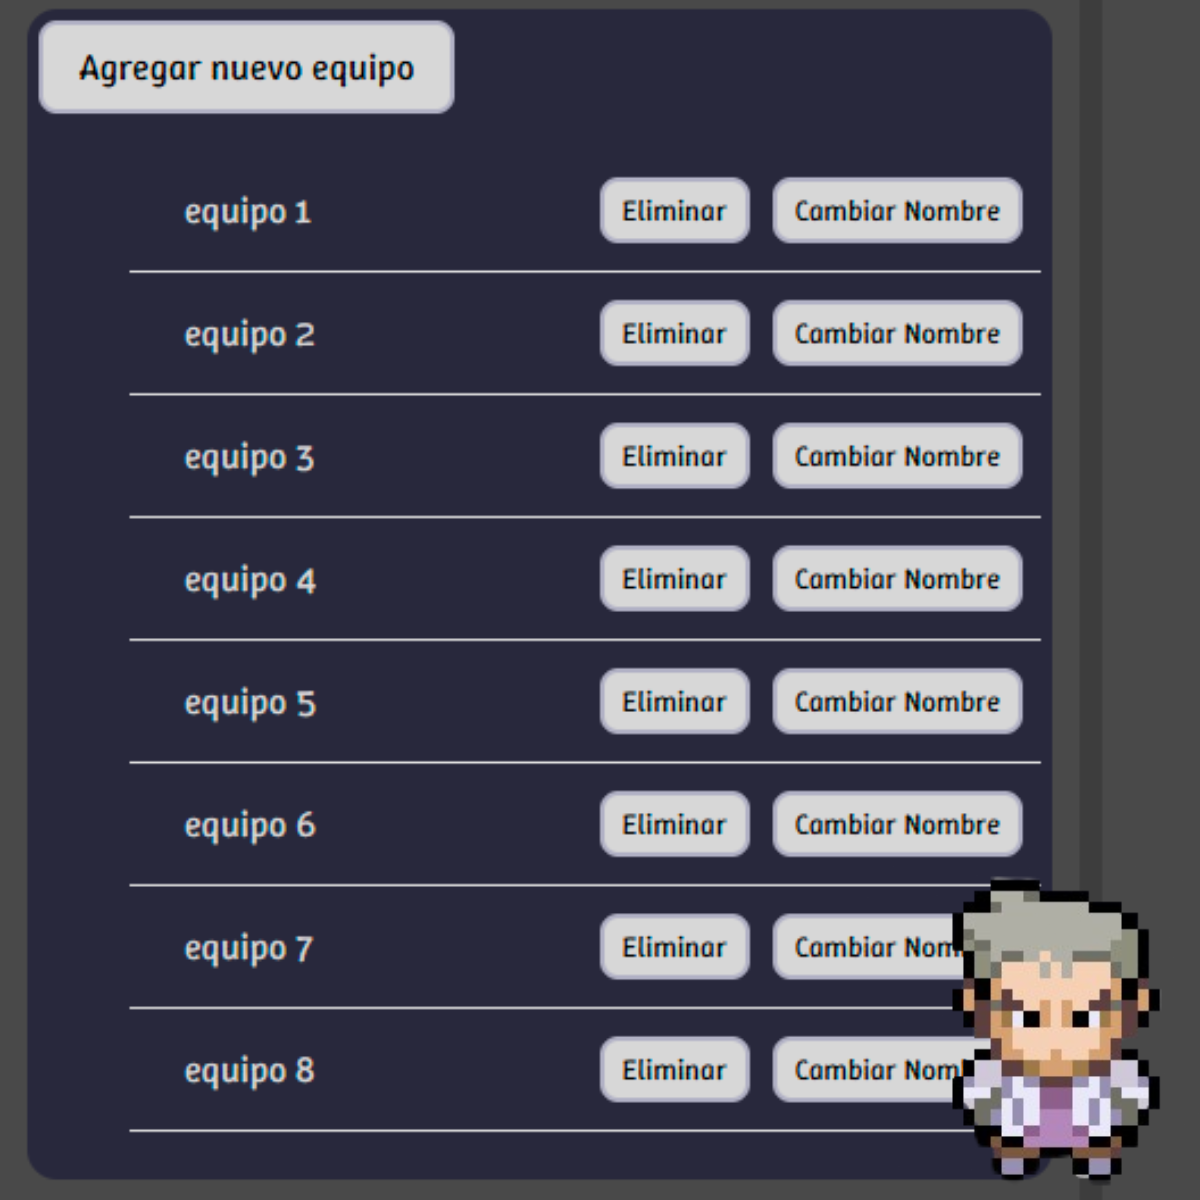 Agregar nuevo equipo
equipo 1 Eliminar Cambiar Nombre
equipo 2 Eliminar Cambiar Nombre
equipo 3 Eliminar Cambiar Nombre
equipo 4 Eliminar Cambiar Nombre
equipo 5 Eliminar Cambiar Nombre
equipo 6 Eliminar Cambiar Nombre
equipo 7 Eliminar Cambiar
equipo 8 Eliminar Cambiar